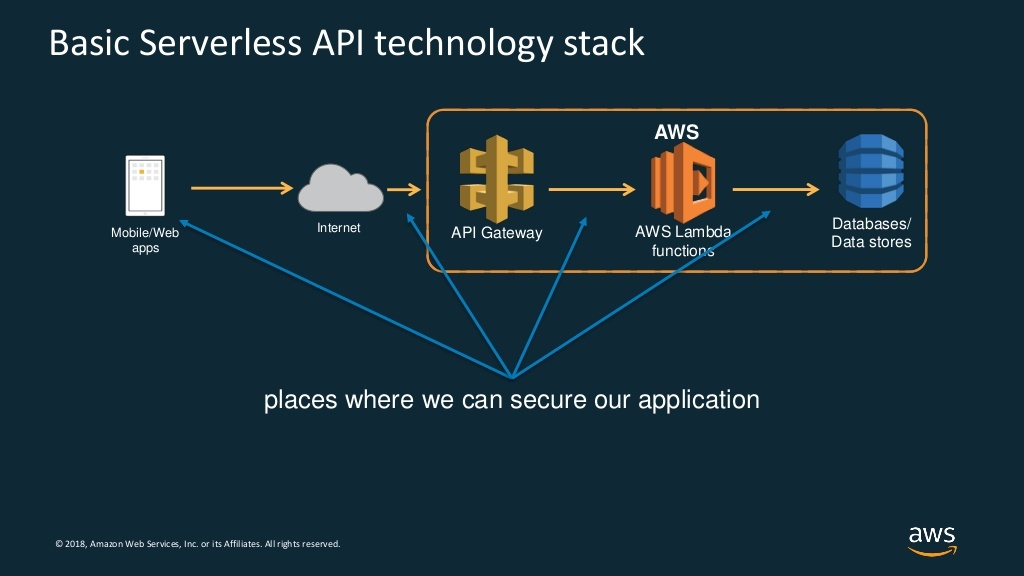 Basic Serverless API technology stack
AWS
Mobile/Web
apps
Internet
API Gateway
AWS Lambda
functions
Databases/
Data stores
places where we can secure our application
© 2018, Amazon Web Services, Inc. or its Affiliates. All rights reserved.
aws